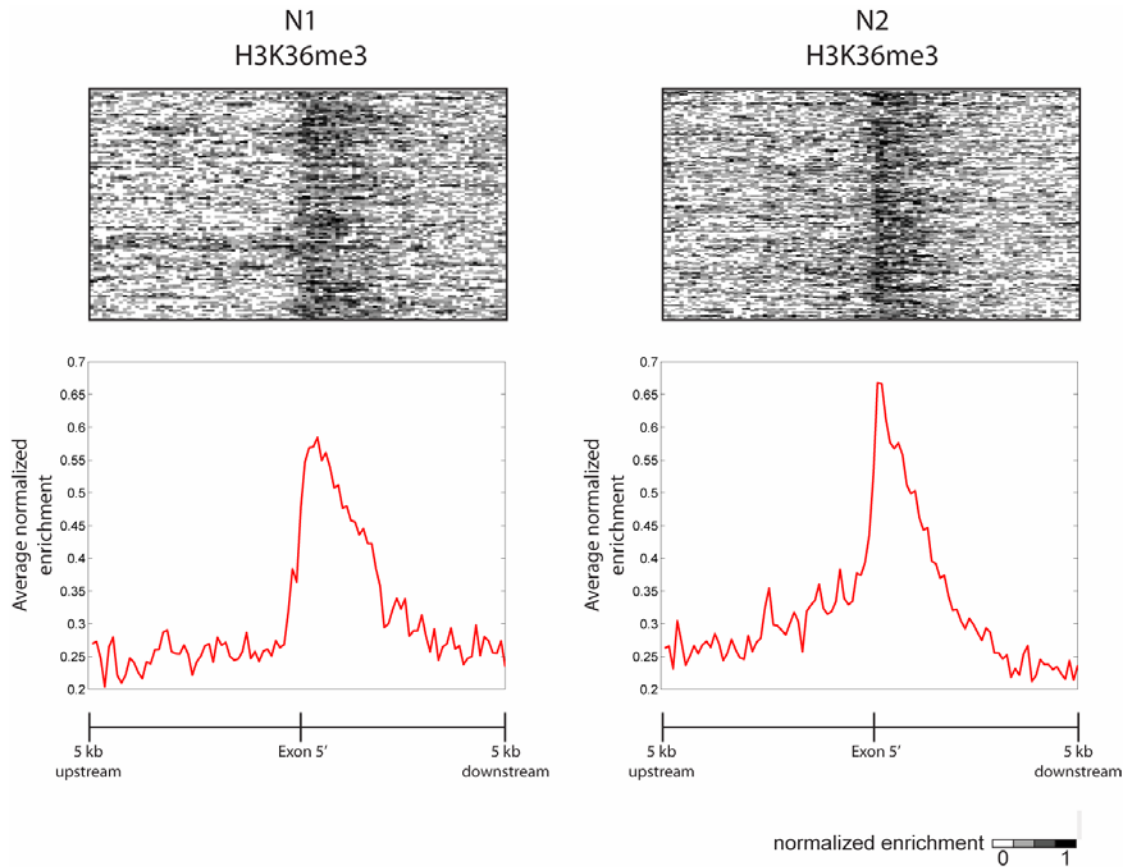 N1
H3K36me3
N2
H3K36me3
0.7
0.65
0.6
0.55
0.5
0.45
0.4
0.35
0.3
0.25
0.2
Average normalized
enrichment
5 kb
upstream
Exon 5′
5 kb
downstream
0.7
0.65
0.6
0.55
0.5
0.45
0.4
0.35
0.3
0.25
0.2
Average normalized
enrichment
5 kb
upstream
Exon 5′
5 kb
downstream
normalized enrichment
0 1